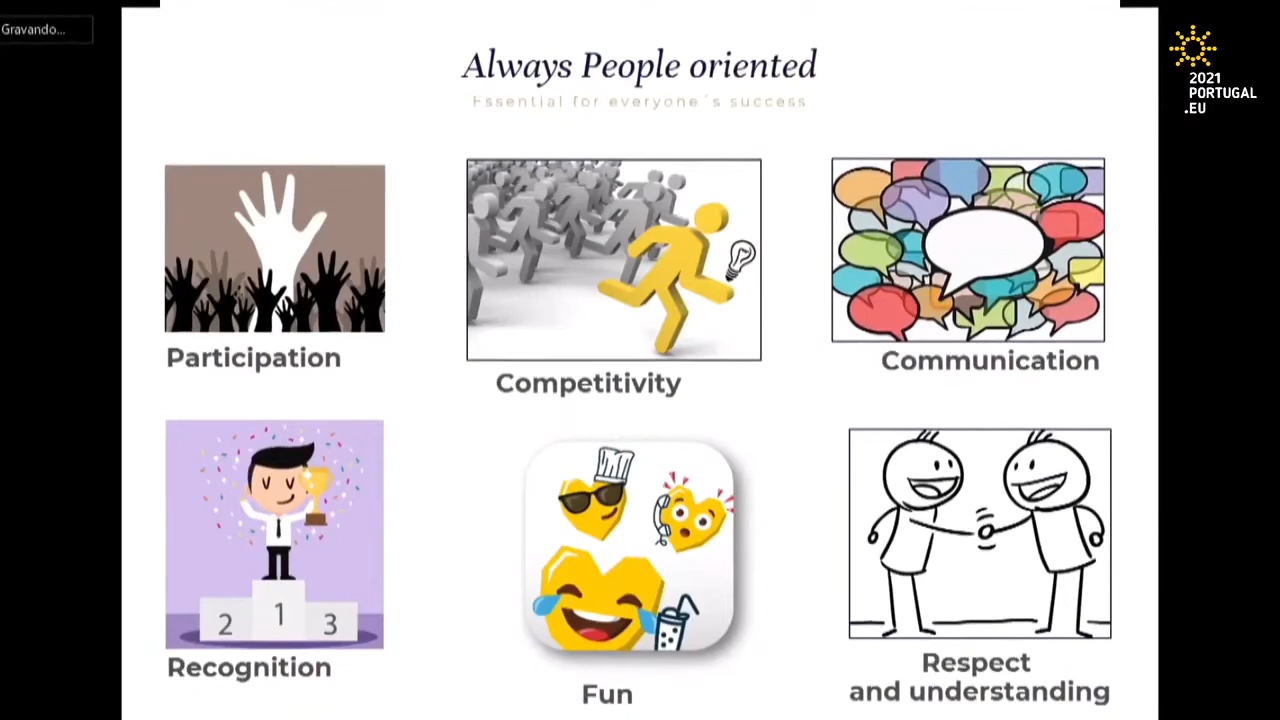 Gravando...
2021
PORTUGAL
.EU
Always People oriented
Essential for everyone´s success
Participation
Competitivity
Communication
2 1 3
Recognition
Fun
Respect
and understanding